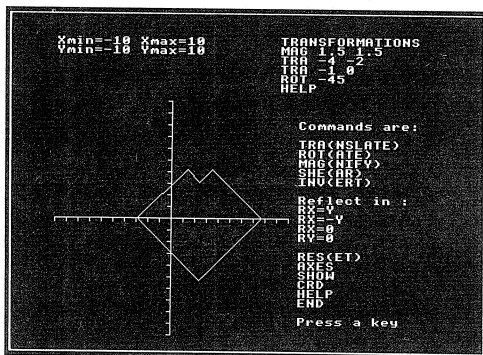 Xmin=-10 Xmax=10
Ymin=-10 Ymax=10
TRANSFORMATIONS
MAG 1.5 1.5
TRA -4 -2
TRA -1 0
ROT -45
HELP
Commands are:
TRA(NSLATE)
ROT(ATE)
MAG(NIFY)
SHE(AR)
INV(ERT)
Reflect in :
RX=Y
RX=-Y
RX=0
RY=0
RES(ET)
AXES
SHOW
CRD
HELP
END
Press a key